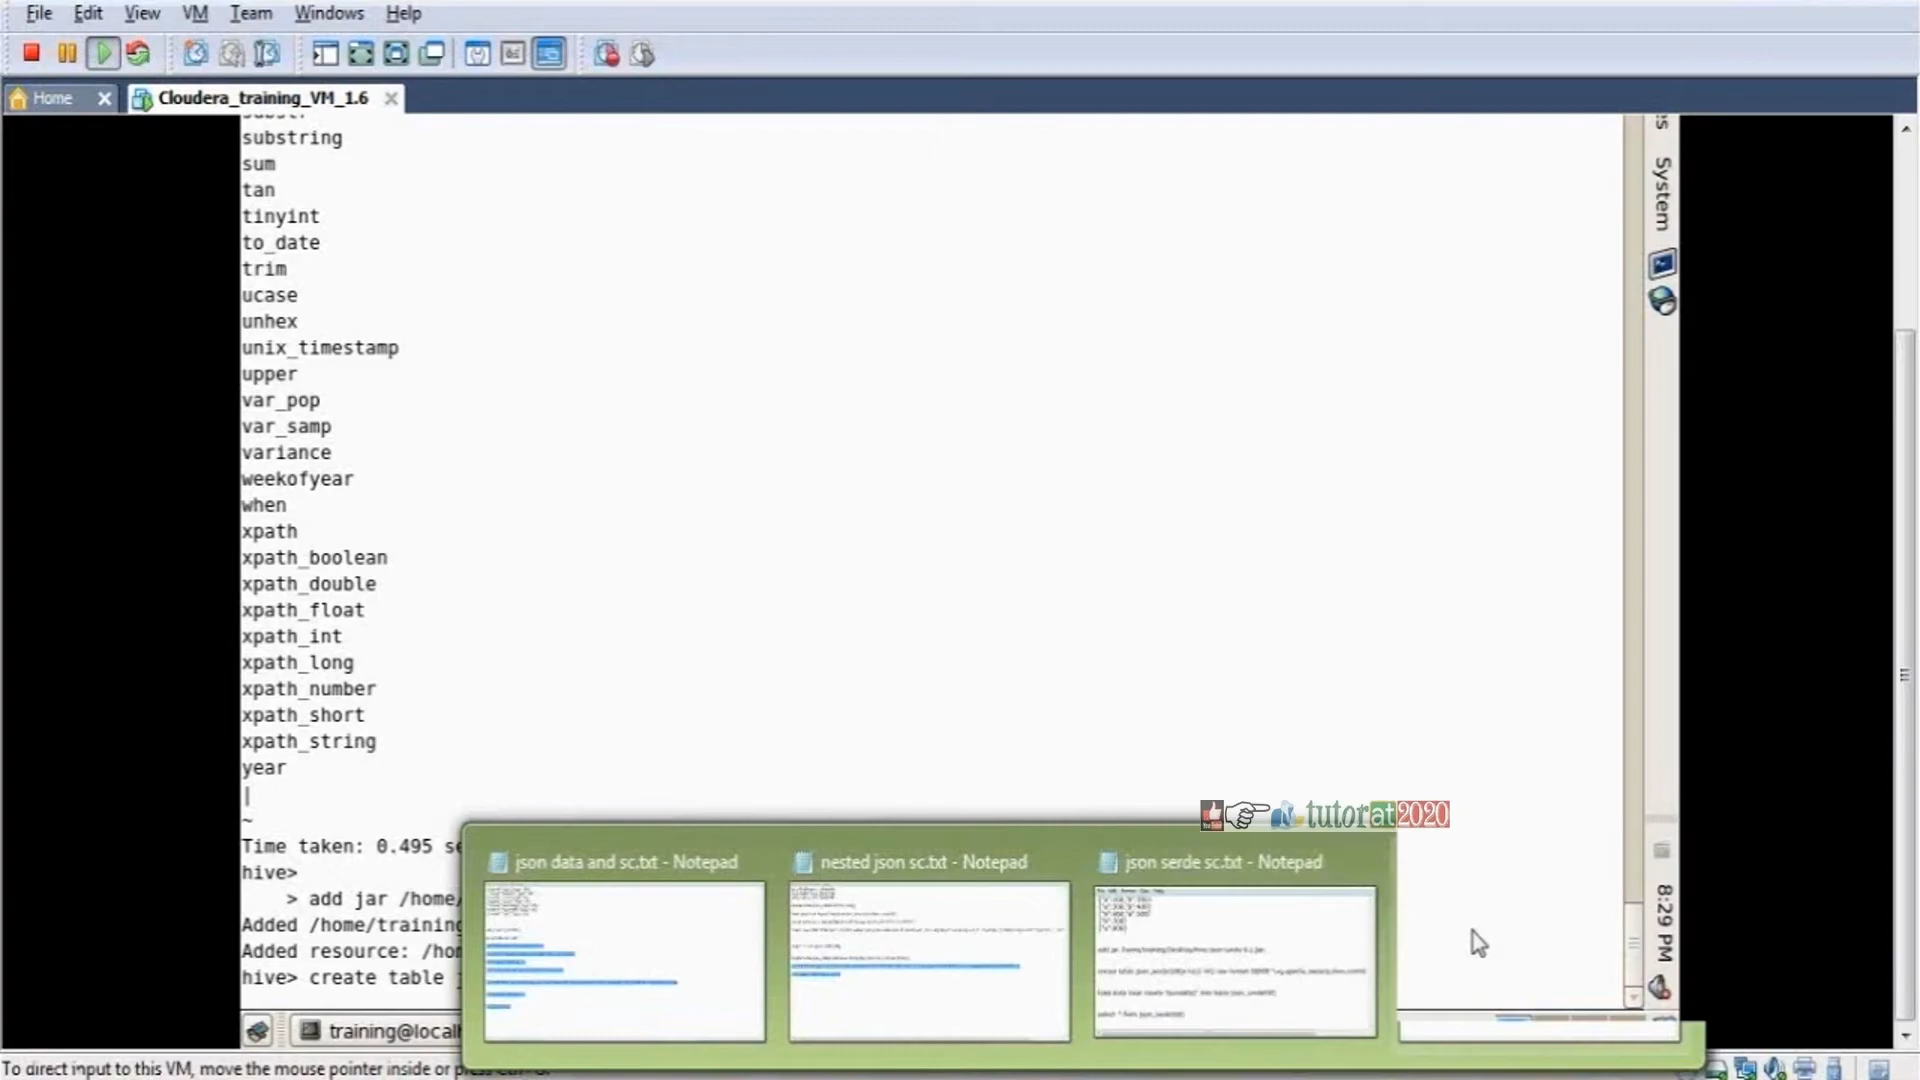 File Edit View VM Team Windows Help
Home
Cloudera_training_VM_1.6
substr
substring
sum
tan
tinyint
to_date
trim
ucase
unhex
unix_timestamp
upper
var_pop
var_samp
variance
weekofyear
when
xpath
xpath_boolean
xpath_double
xpath_float
xpath_int
xpath_long
xpath_number
xpath_short
xpath_string
year
~
Time taken: 0.495 se
hive>
> add jar /home/
Added /home/training
Added resource: /hom
hive> create table
System
8:29 PM
tutorat2020
json data and sc.txt - Notepad
nested json sc.txt - Notepad
json serde sc.txt - Notepad
training@local
To direct input to this VM, move the mouse pointer inside or